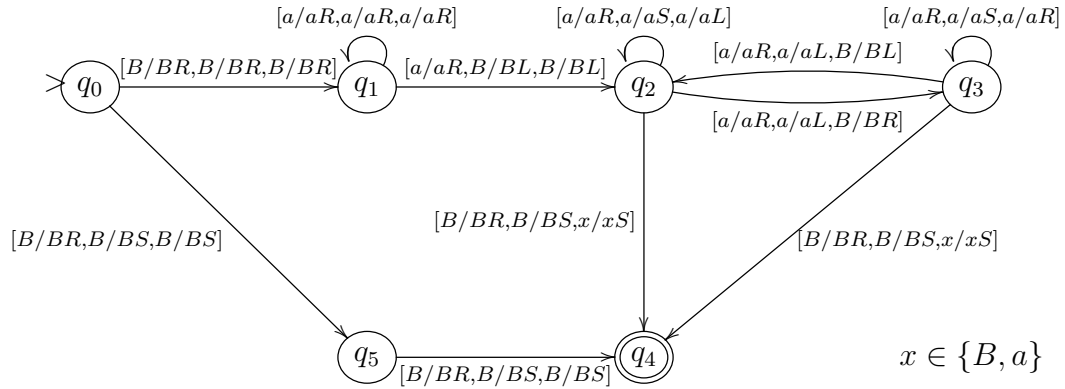 [a/aR,a/aR,a/aR] [a/aR,a/aS,a/aL] [a/aR,a/aS,a/aR]
[B/BR,B/BR,B/BR] [a/aR,B/BL,B/BL] [a/aR,a/aL,B/BL]
> q0 q1 q2 q3
[a/aR,a/aL,B/BR]
[B/BR,B/BS,x/xS]
[B/BR,B/BS,B/BS] [B/BR,B/BS,x/xS]
q5 q4 x ∈ {B, a}
[B/BR,B/BS,B/BS]